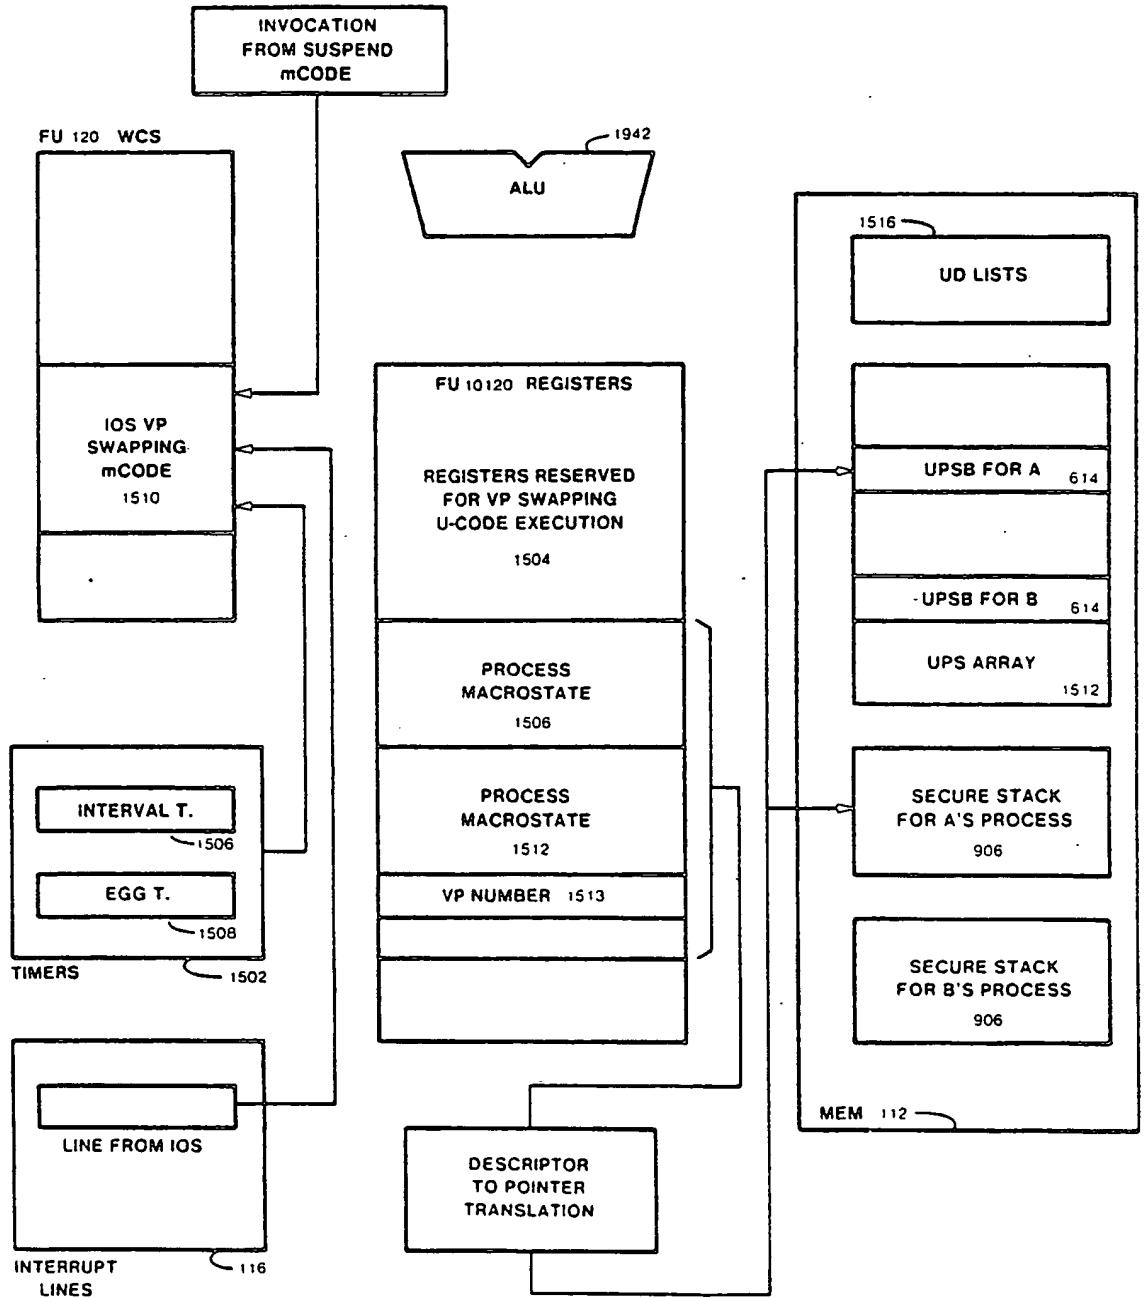 INVOCATION
FROM SUSPEND
mCODE
FU 120 WCS
1942
ALU
1516
UD LISTS
IOS VP
SWAPPING
mCODE
1510
FU 10120 REGISTERS
REGISTERS RESERVED
FOR VP SWAPPING
U-CODE EXECUTION
1504
UPSB FOR A
614
UPSB FOR B
614
UPS ARRAY
1512
PROCESS
MACROSTATE
1506
PROCESS
MACROSTATE
1512
VP NUMBER 1513
INTERVAL T.
1506
EGG T.
1508
TIMERS
1502
SECURE STACK
FOR A'S PROCESS
906
SECURE STACK
FOR B'S PROCESS
906
MEM 112
LINE FROM IOS
INTERRUPT
LINES
116
DESCRIPTOR
TO POINTER
TRANSLATION